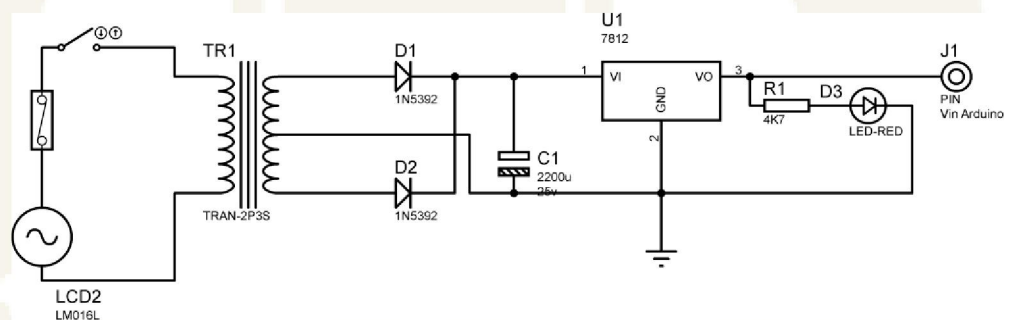 U1
7812
TR1
D1
J1
1
VI
VO
3
GND
2
1N5392
R1
4K7
D3
LED-RED
PIN
Vin Arduino
C1
2200u
25v
D2
1N5392
TRAN-2P3S
LCD2
LM016L